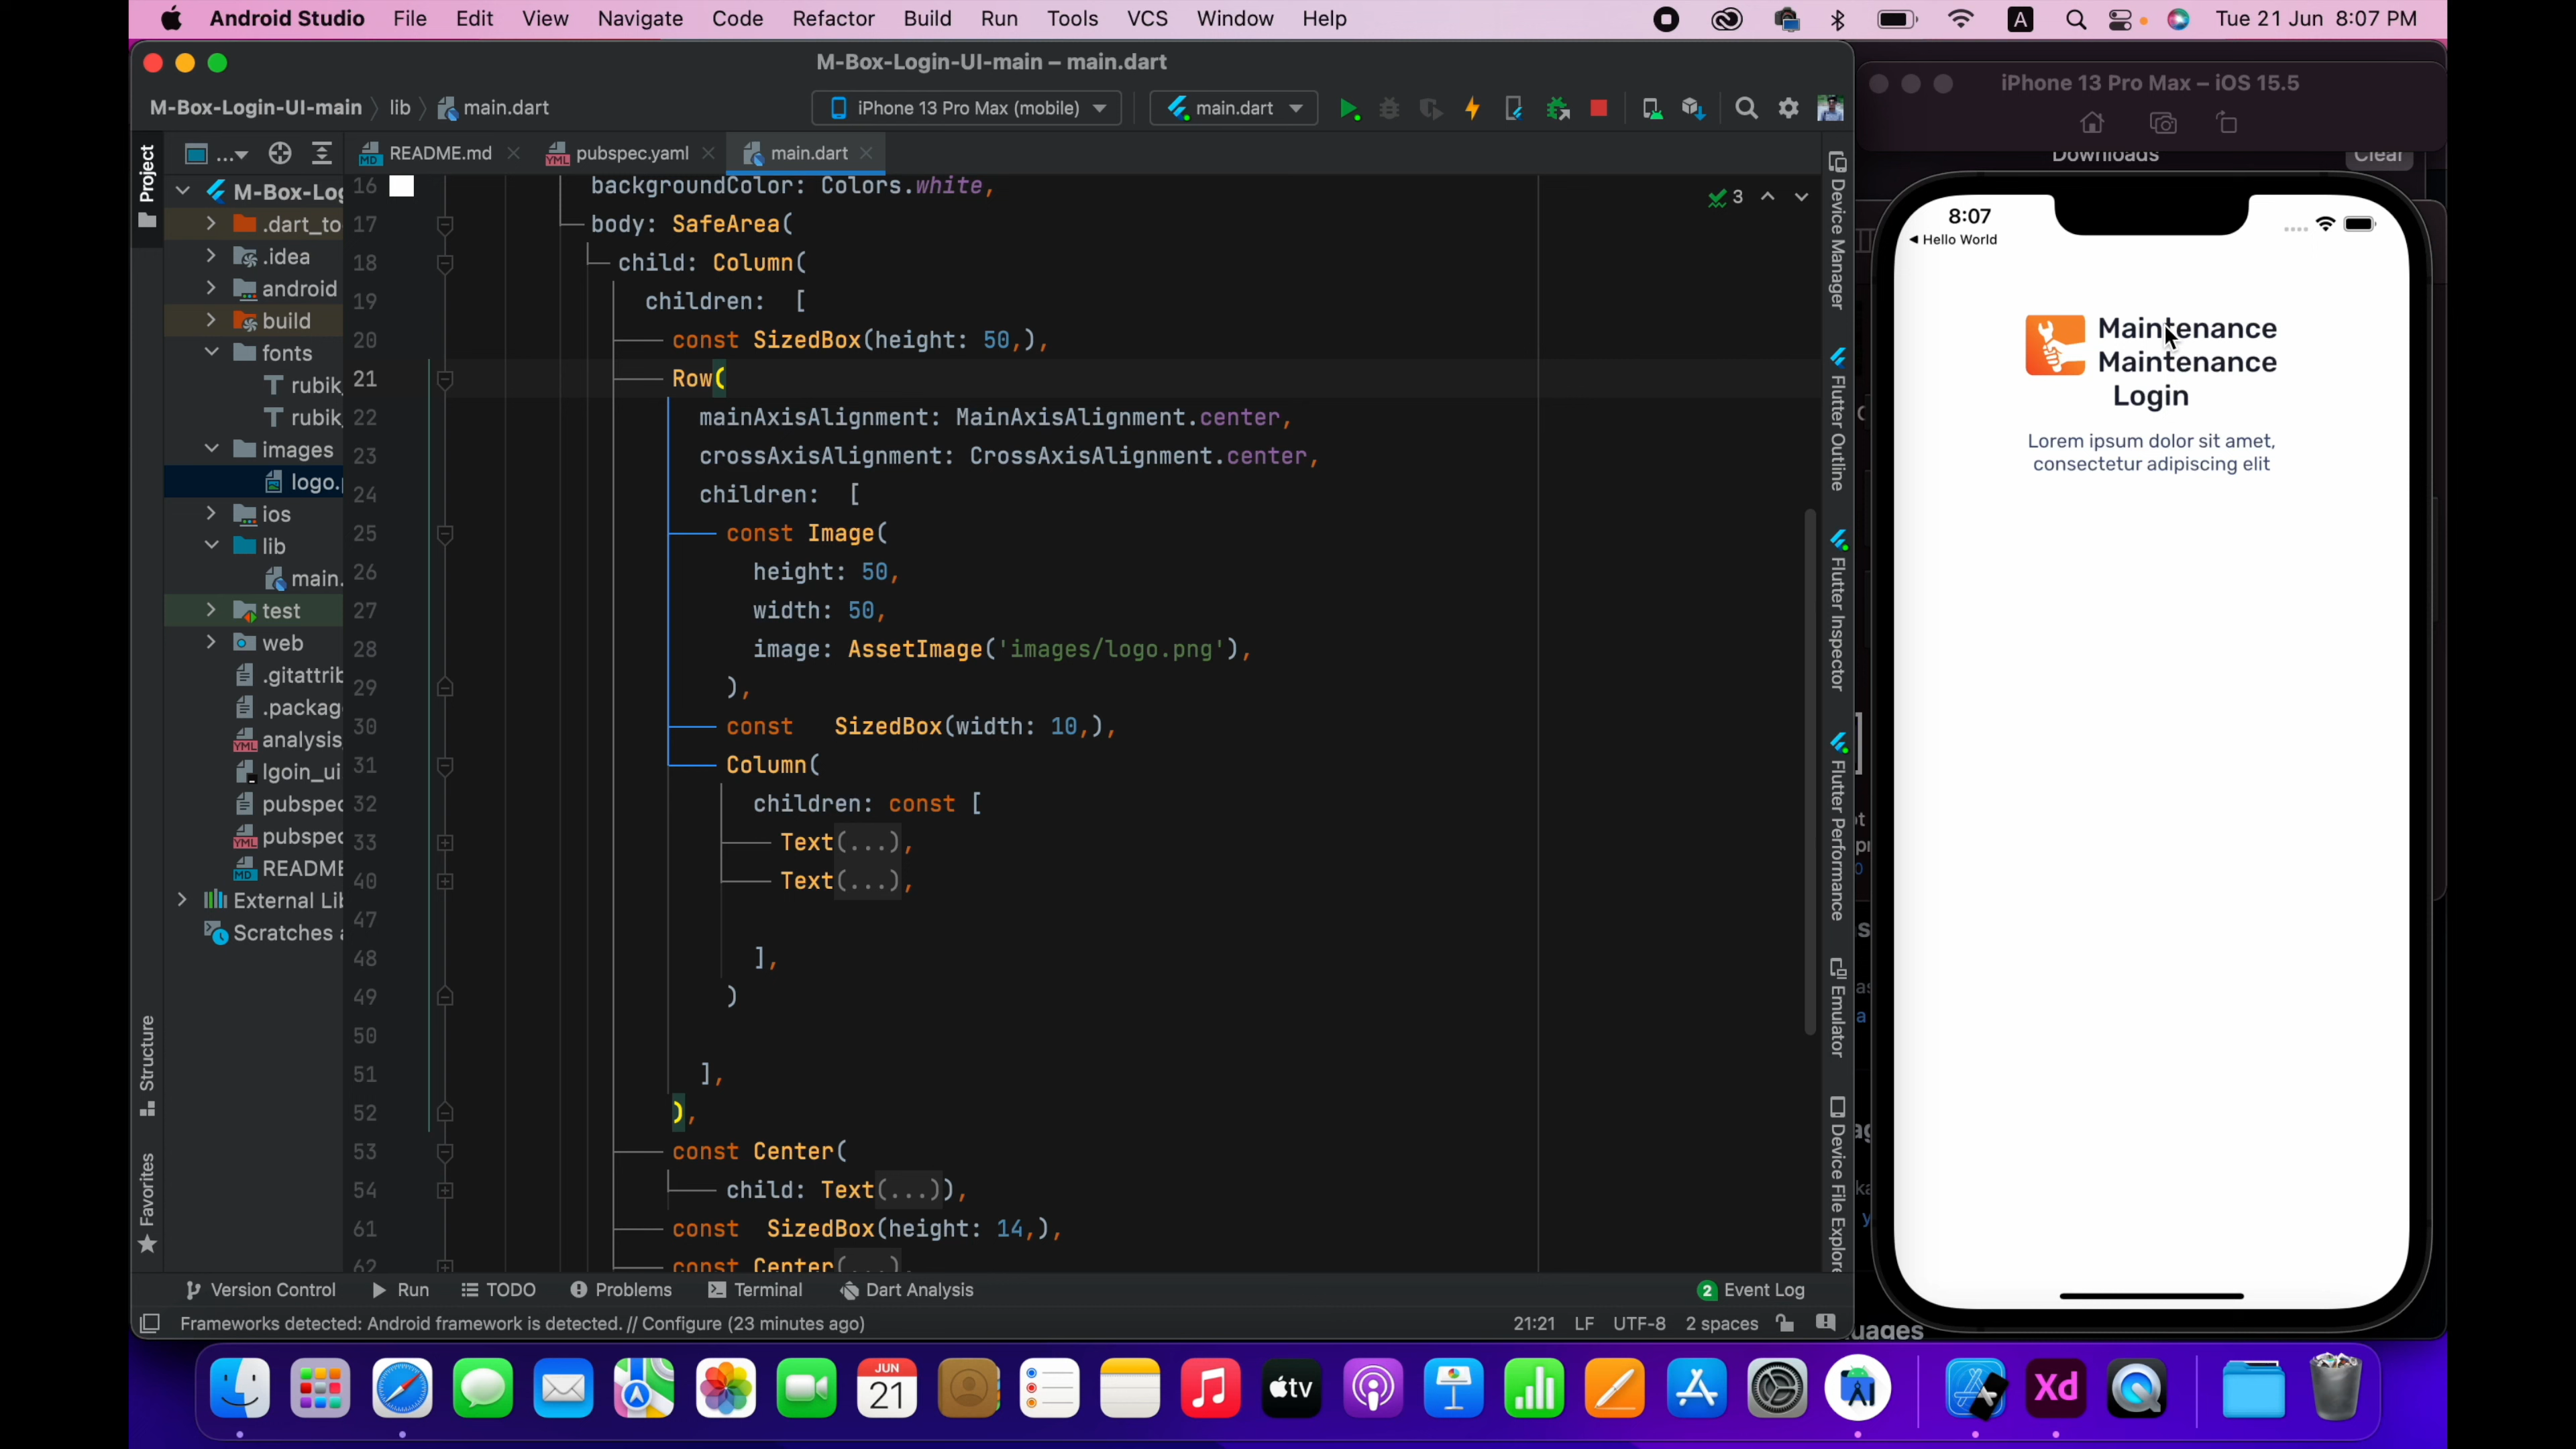 Android Studio File Edit View Navigate Code Refactor Build Run Tools VCS Window Help A Tue 21 Jun 8:07 PM
M-Box-Login-UI-main – main.dart
M-Box-Login-UI-main lib main.dart iPhone 13 Pro Max (mobile) main.dart
Project ... README.md pubspec.yaml main.dart
M-Box-Log
.dart_to
.idea
android
build
fonts
rubik
rubik
images
logo.
ios
lib
main.
test
web
.gitattrib
.package
analysis
lgoin_ui
pubspec
pubspec
README
External Lib
Scratches
Structure
Favorites
16 backgroundColor: Colors.white,
17 body: SafeArea(
18 child: Column(
19 children: [
20 const SizedBox(height: 50,),
21 Row(
22 mainAxisAlignment: MainAxisAlignment.center,
23 crossAxisAlignment: CrossAxisAlignment.center,
24 children: [
25 const Image(
26 height: 50,
27 width: 50,
28 image: AssetImage('images/logo.png'),
29 ),
30 const SizedBox(width: 10,),
31 Column(
32 children: const [
33 Text(...),
40 Text(...),
47
48 ],
49 )
50
51 ],
52 ),
53 const Center(
54 child: Text(...)),
61 const SizedBox(height: 14,),
62 const Center(...)
3
Device Manager
Flutter Outline
Flutter Inspector
Flutter Performance
Emulator
Device File Explore
Version Control Run TODO Problems Terminal Dart Analysis 2 Event Log
Frameworks detected: Android framework is detected. // Configure (23 minutes ago) 21:21 LF UTF-8 2 spaces
iPhone 13 Pro Max – iOS 15.5
Downloads Clear
8:07
Hello World
Maintenance
Maintenance
Login
Lorem ipsum dolor sit amet,
consectetur adipiscing elit
uages
JUN
21
tv
Xd